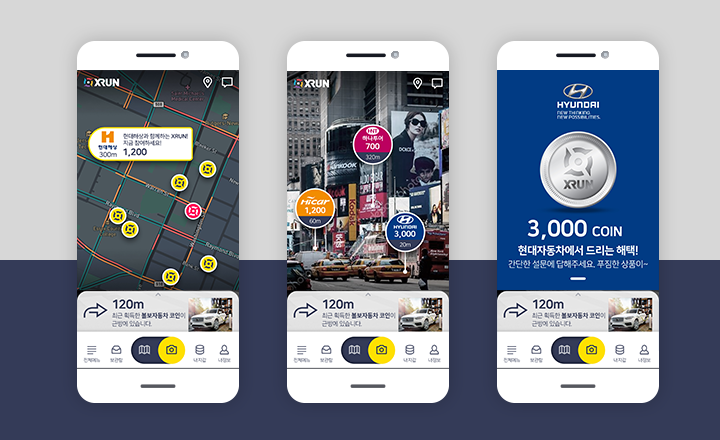 XRUN
현대해상과 함께하는 XRUN!
지금 참여하세요!
현대해상
300m
1,200
Raymond Blvd
120m
최근 획득한 볼보자동차 코인이
근방에 있습니다.
전체메뉴
보관함
내지갑
내정보
XRUN
하나투어
700
320m
HANKOOK
HiCar
1,200
60m
HYUNDAI
3,000
20m
120m
최근 획득한 볼보자동차 코인이
근방에 있습니다.
전체메뉴
보관함
내지갑
내정보
HYUNDAI
NEW THINKING.
NEW POSSIBILITIES.
XRUN
3,000 COIN
현대자동차에서 드리는 혜택!
간단한 설문에 답해주세요. 푸짐한 상품이~
120m
최근 획득한 볼보자동차 코인이
근방에 있습니다.
전체메뉴
보관함
내지갑
내정보